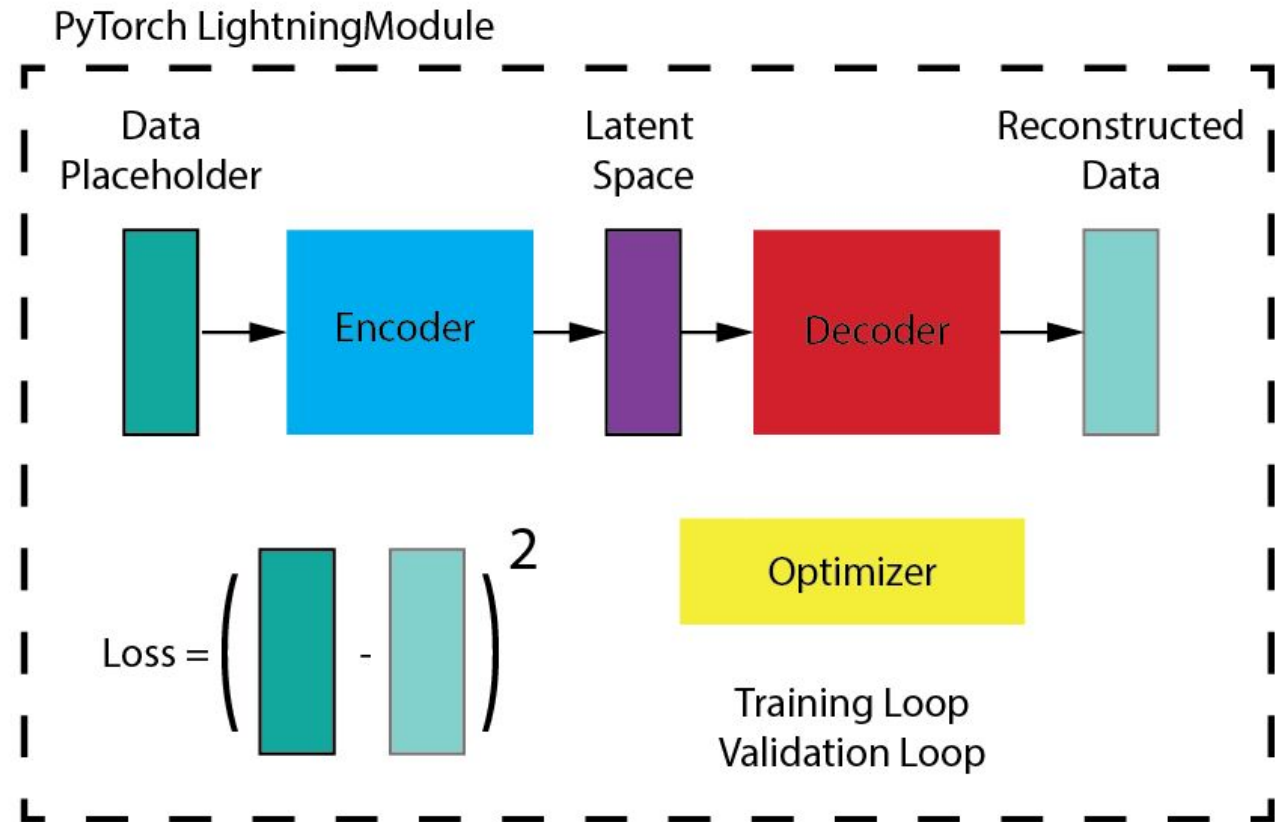 PyTorch LightningModule
Data
Placeholder
Latent
Space
Reconstructed
Data
Encoder
Decoder
Loss = ( - ) 2
Optimizer
Training Loop
Validation Loop